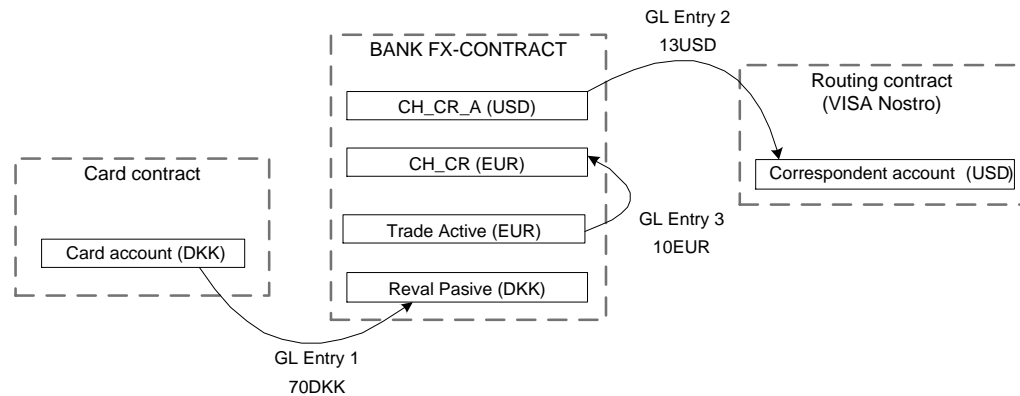 GL Entry 2
13USD
BANK FX-CONTRACT
Routing contract
(VISA Nostro)
CH_CR_A (USD)
CH_CR (EUR)
Card contract
Correspondent account (USD)
GL Entry 3
10EUR
Trade Active (EUR)
Card account (DKK)
Reval Pasive (DKK)
GL Entry 1
70DKK